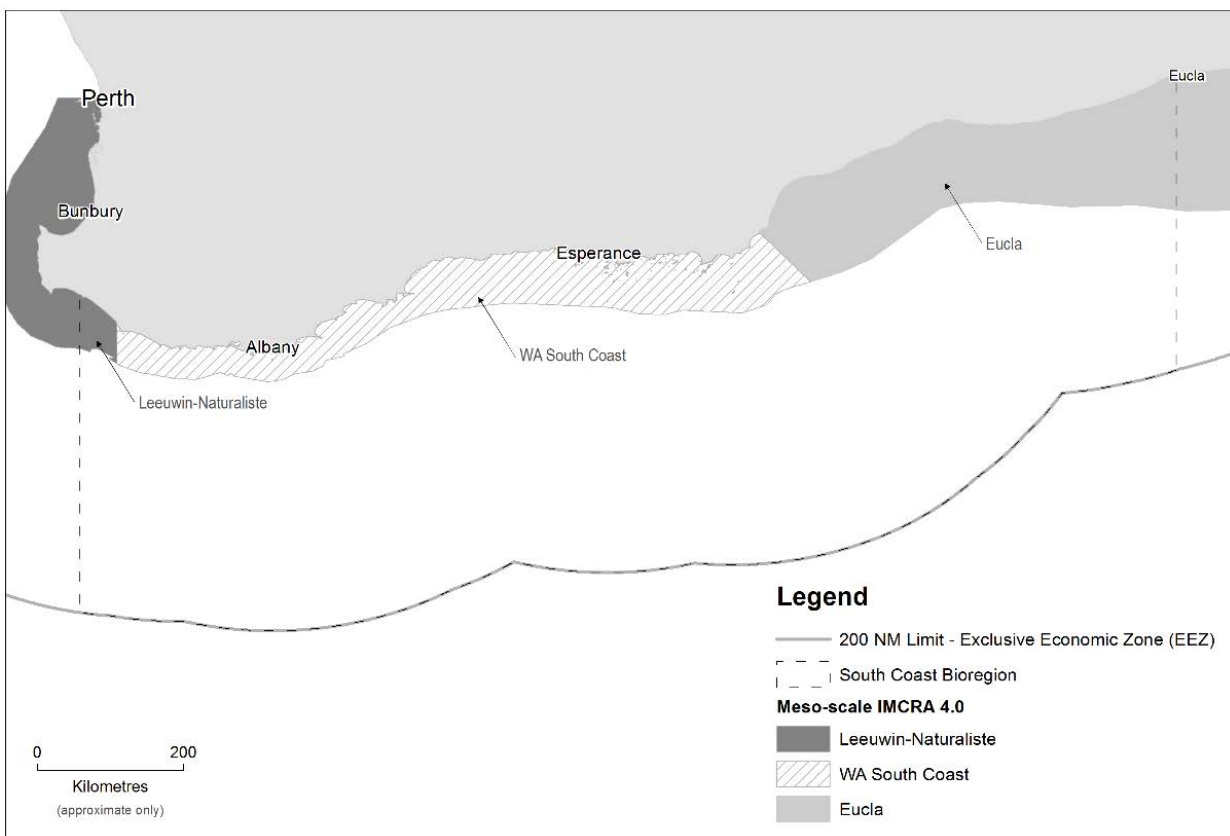 Eucla
Perth
Bunbury
Esperance
Eucla
Albany
WA South Coast
Leeuwin-Naturaliste
Legend
200 NM Limit - Exclusive Economic Zone (EEZ)
South Coast Bioregion
Meso-scale IMCRA 4.0
Leeuwin-Naturaliste
WA South Coast
Eucla
0 200
Kilometres
(approximate only)